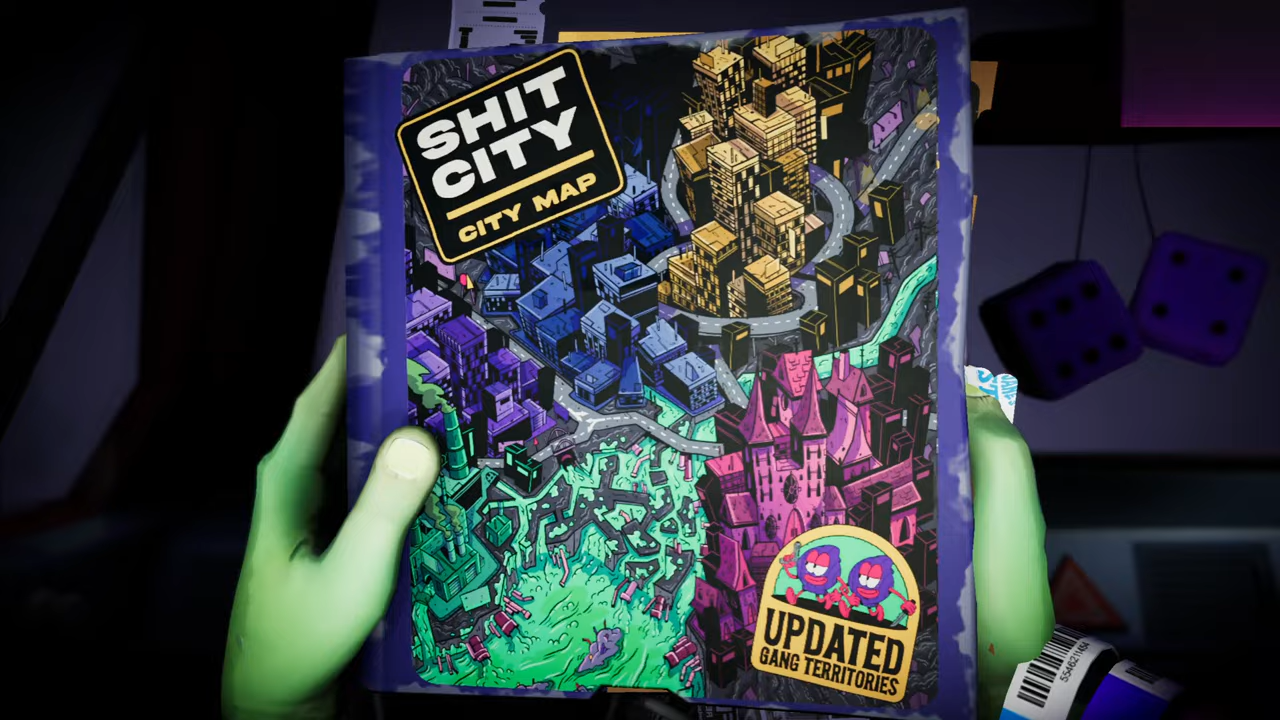 SHIT
CITY
CITY MAP
UPDATED
GANG TERRITORIES